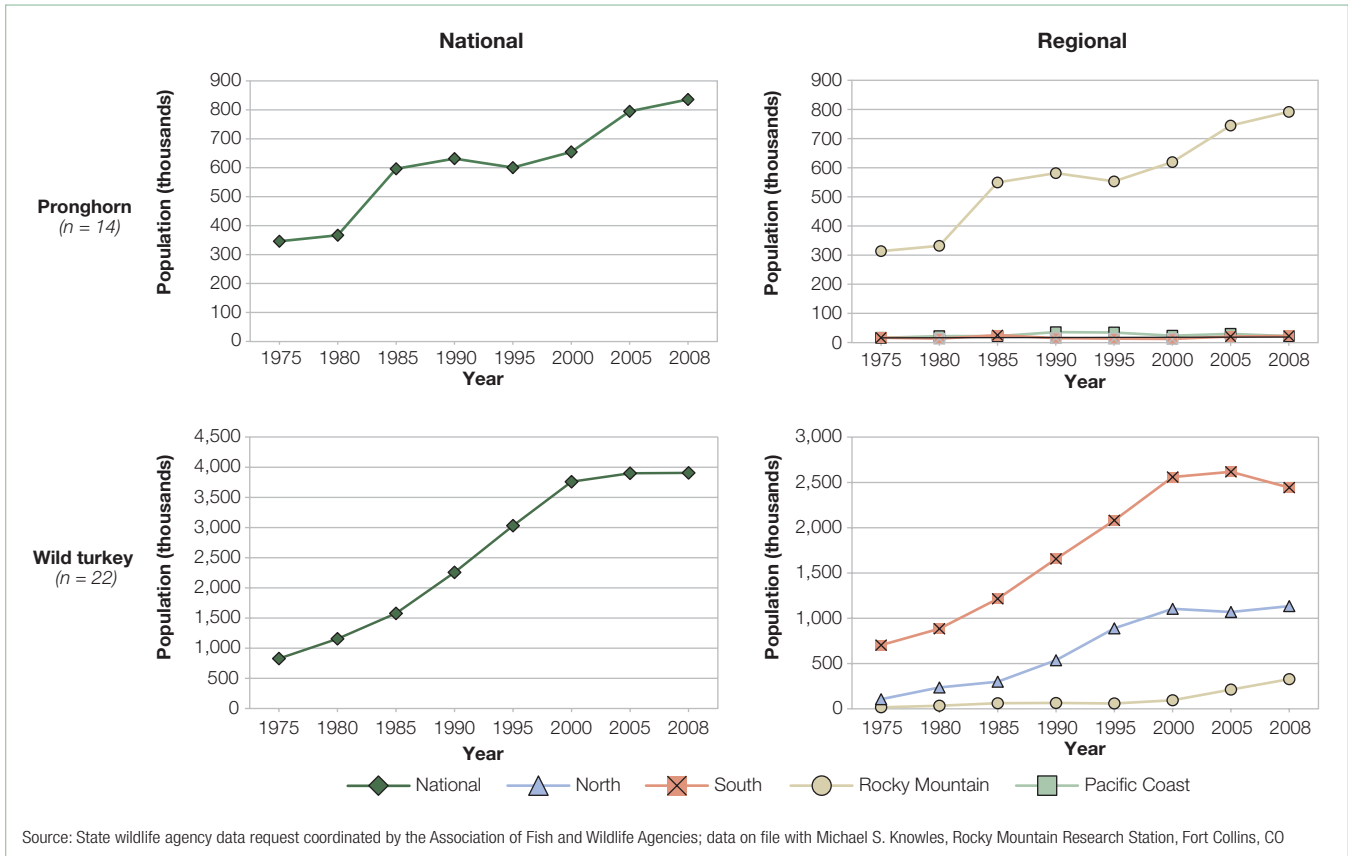 National
Regional
Pronghorn
(n = 14)
Population (thousands)
900
800
700
600
500
400
300
200
100
0
1975 1980 1985 1990 1995 2000 2005 2008
Year
Population (thousands)
900
800
700
600
500
400
300
200
100
0
1975 1980 1985 1990 1995 2000 2005 2008
Year
Wild turkey
(n = 22)
Population (thousands)
4,500
4,000
3,500
3,000
2,500
2,000
1,500
1,000
500
0
1975 1980 1985 1990 1995 2000 2005 2008
Year
Population (thousands)
3,000
2,500
2,000
1,500
1,000
500
0
1975 1980 1985 1990 1995 2000 2005 2008
Year
National North South Rocky Mountain Pacific Coast
Source: State wildlife agency data request coordinated by the Association of Fish and Wildlife Agencies; data on file with Michael S. Knowles, Rocky Mountain Research Station, Fort Collins, CO